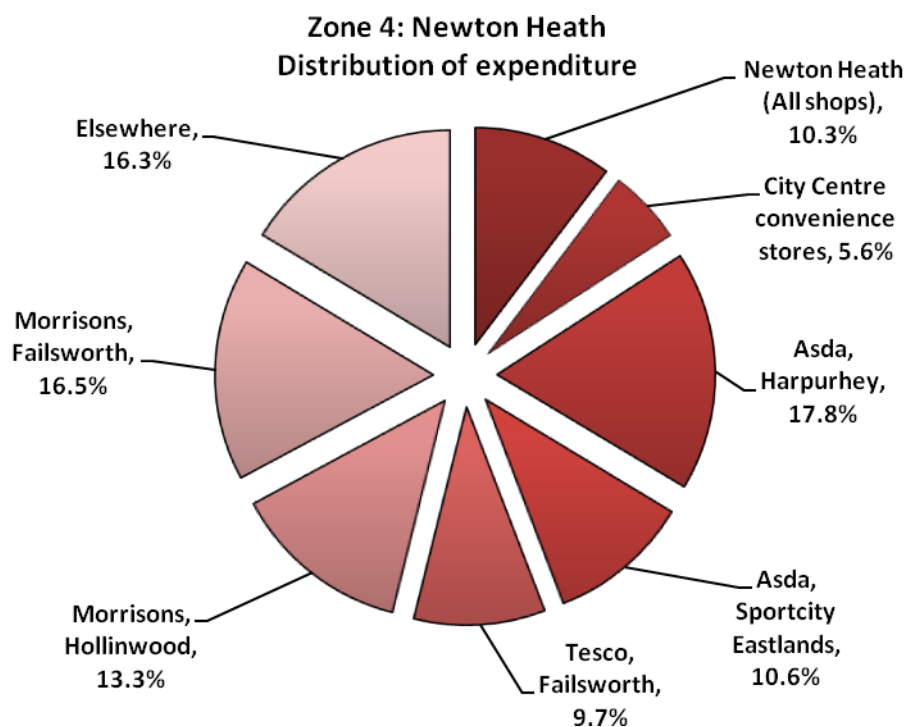 Zone 4: Newton Heath
Distribution of expenditure
Newton Heath
(All shops),
10.3%
City Centre
convenience
stores, 5.6%
Asda,
Harpurhey,
17.8%
Asda,
Sportcity
Eastlands,
10.6%
Tesco,
Failsworth,
9.7%
Morrisons,
Hollinwood,
13.3%
Morrisons,
Failsworth,
16.5%
Elsewhere,
16.3%